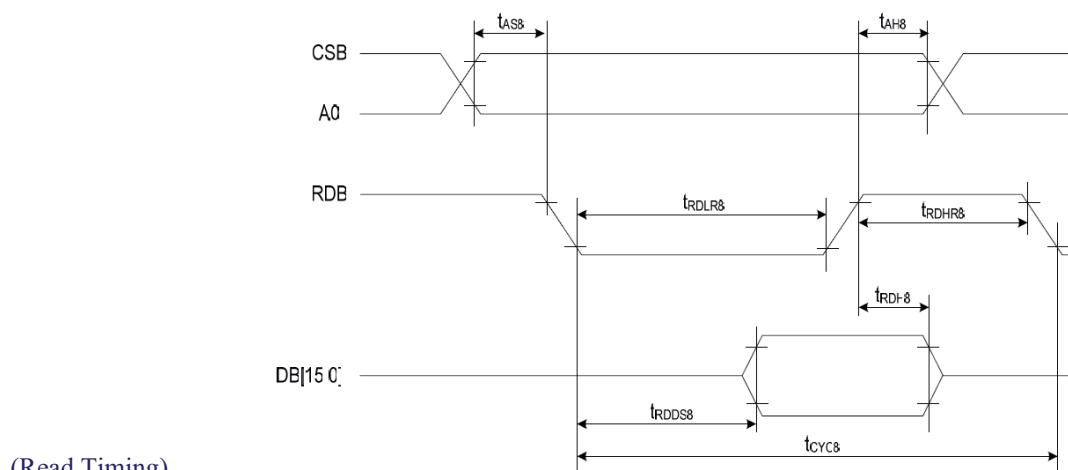 tAS8
tAH8
CSB
A0
RDB
tRDLR8
tRDHR8
tRDH8
DB[15 0]
tRDDS8
tCYC8
(Read Timing)